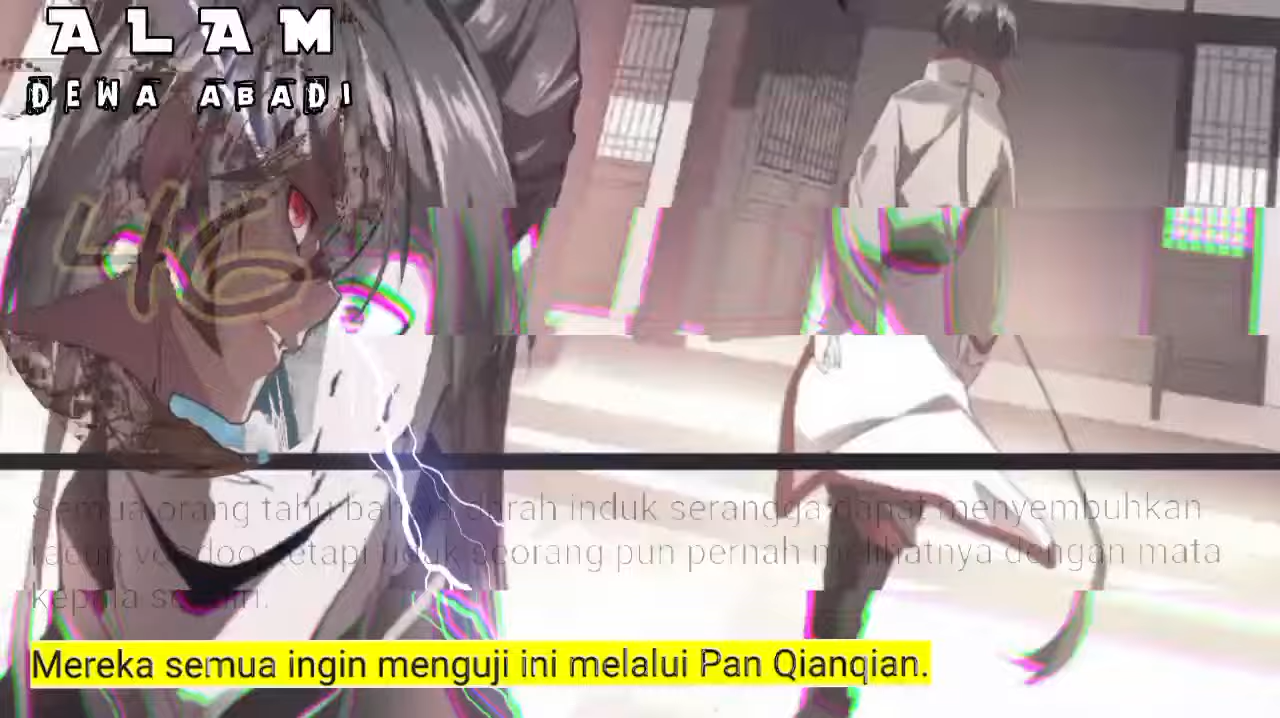 ALAM
DEWA ABADI
46
Semua orang tahu bahwa darah induk serangga dapat menyembuhkan
racun voodoo, tetapi tidak seorang pun pernah melihatnya dengan mata
kepala sendiri.
Mereka semua ingin menguji ini melalui Pan Qianqian.